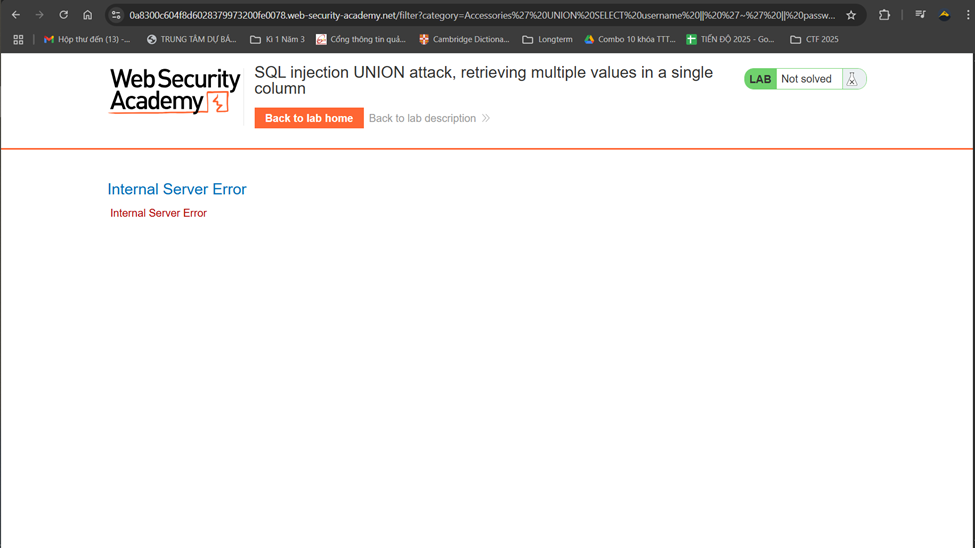 0a8300c604f8d6028379973200fe0078.web-security-academy.net/filter?category=Accessories%27%20UNION%20SELECT%20username%20||%20%27~%27%20||%20passw...
Hộp thư đến (13) -...
TRUNG TÂM DỰ BÁ...
Kì 1 Năm 3
Cổng thông tin quả...
Cambridge Dictiona...
Longterm
Combo 10 khóa TTT...
TIẾN ĐỘ 2025 - Go...
CTF 2025
WebSecurity
Academy
SQL injection UNION attack, retrieving multiple values in a single
column
LAB Not solved
Back to lab home
Back to lab description
Internal Server Error
Internal Server Error